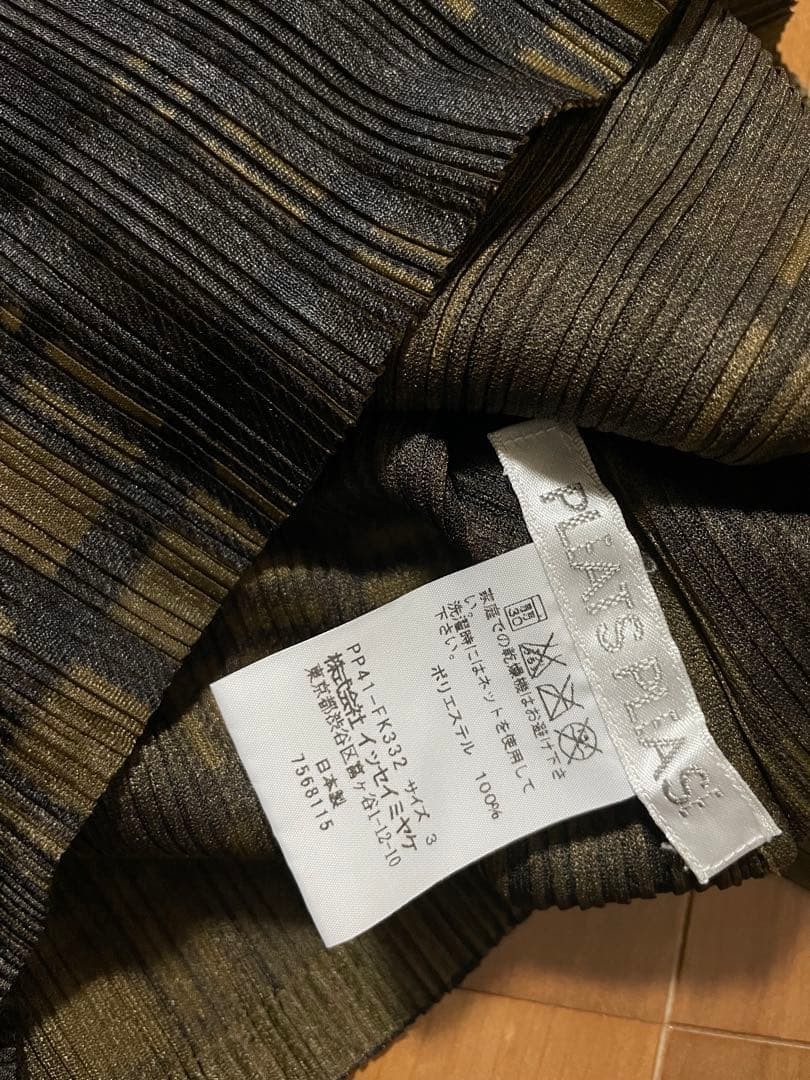 PLEATS PLEASE
30
家庭での乾燥機はお避け下さ
い。洗濯時にはネットを使用して
下さい。
ポリエステル 100%
PP41-FK332 サイズ 3
株式会社 イッセイミヤケ
東京都渋谷区富ヶ谷1-12-10
日本製
7568115